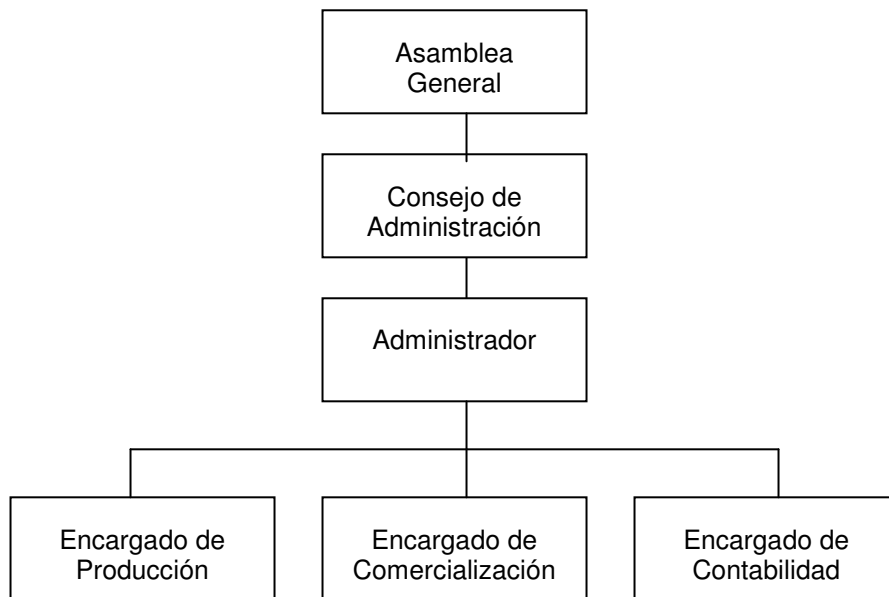 Asamblea
General
Consejo de
Administración
Administrador
Encargado de
Producción
Encargado de
Comercialización
Encargado de
Contabilidad